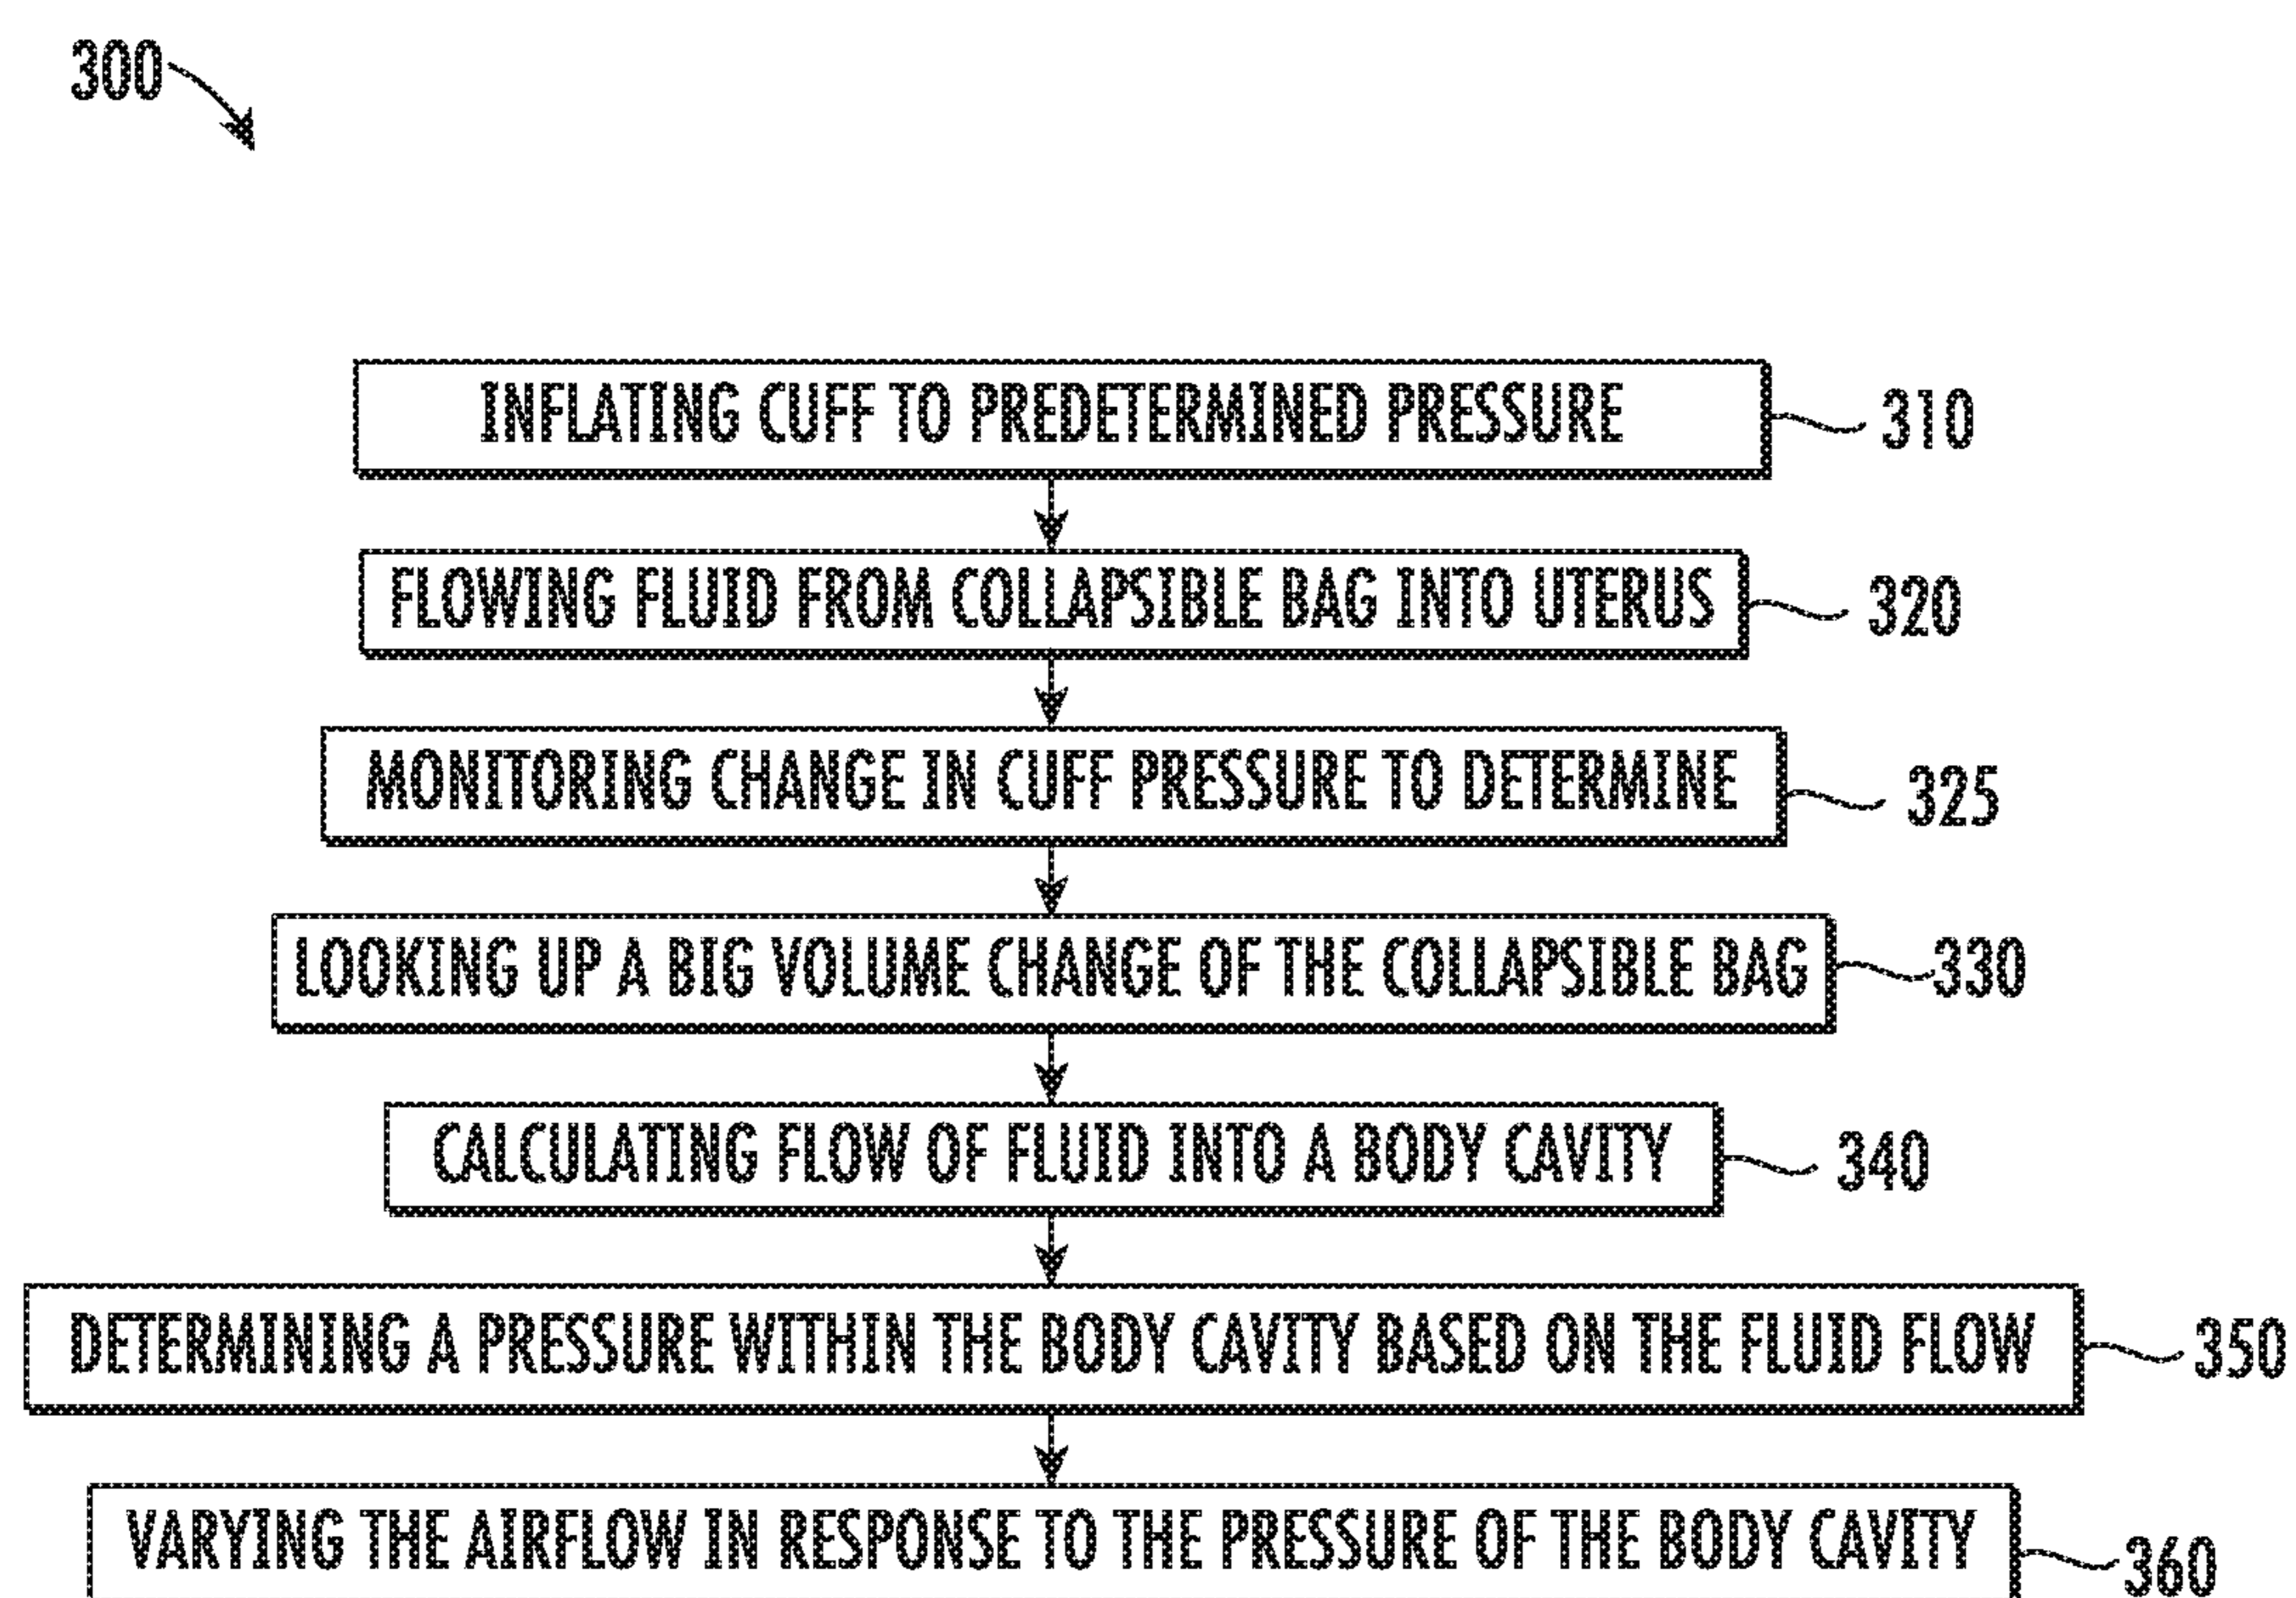 300
INFLATING CUFF TO PREDETERMINED PRESSURE 310
FLOWING FLUID FROM COLLAPSIBLE BAG INTO UTERUS 320
MONITORING CHANGE IN CUFF PRESSURE TO DETERMINE 325
LOOKING UP A BIG VOLUME CHANGE OF THE COLLAPSIBLE BAG 330
CALCULATING FLOW OF FLUID INTO A BODY CAVITY 340
DETERMINING A PRESSURE WITHIN THE BODY CAVITY BASED ON THE FLUID FLOW 350
VARYING THE AIRFLOW IN RESPONSE TO THE PRESSURE OF THE BODY CAVITY 360